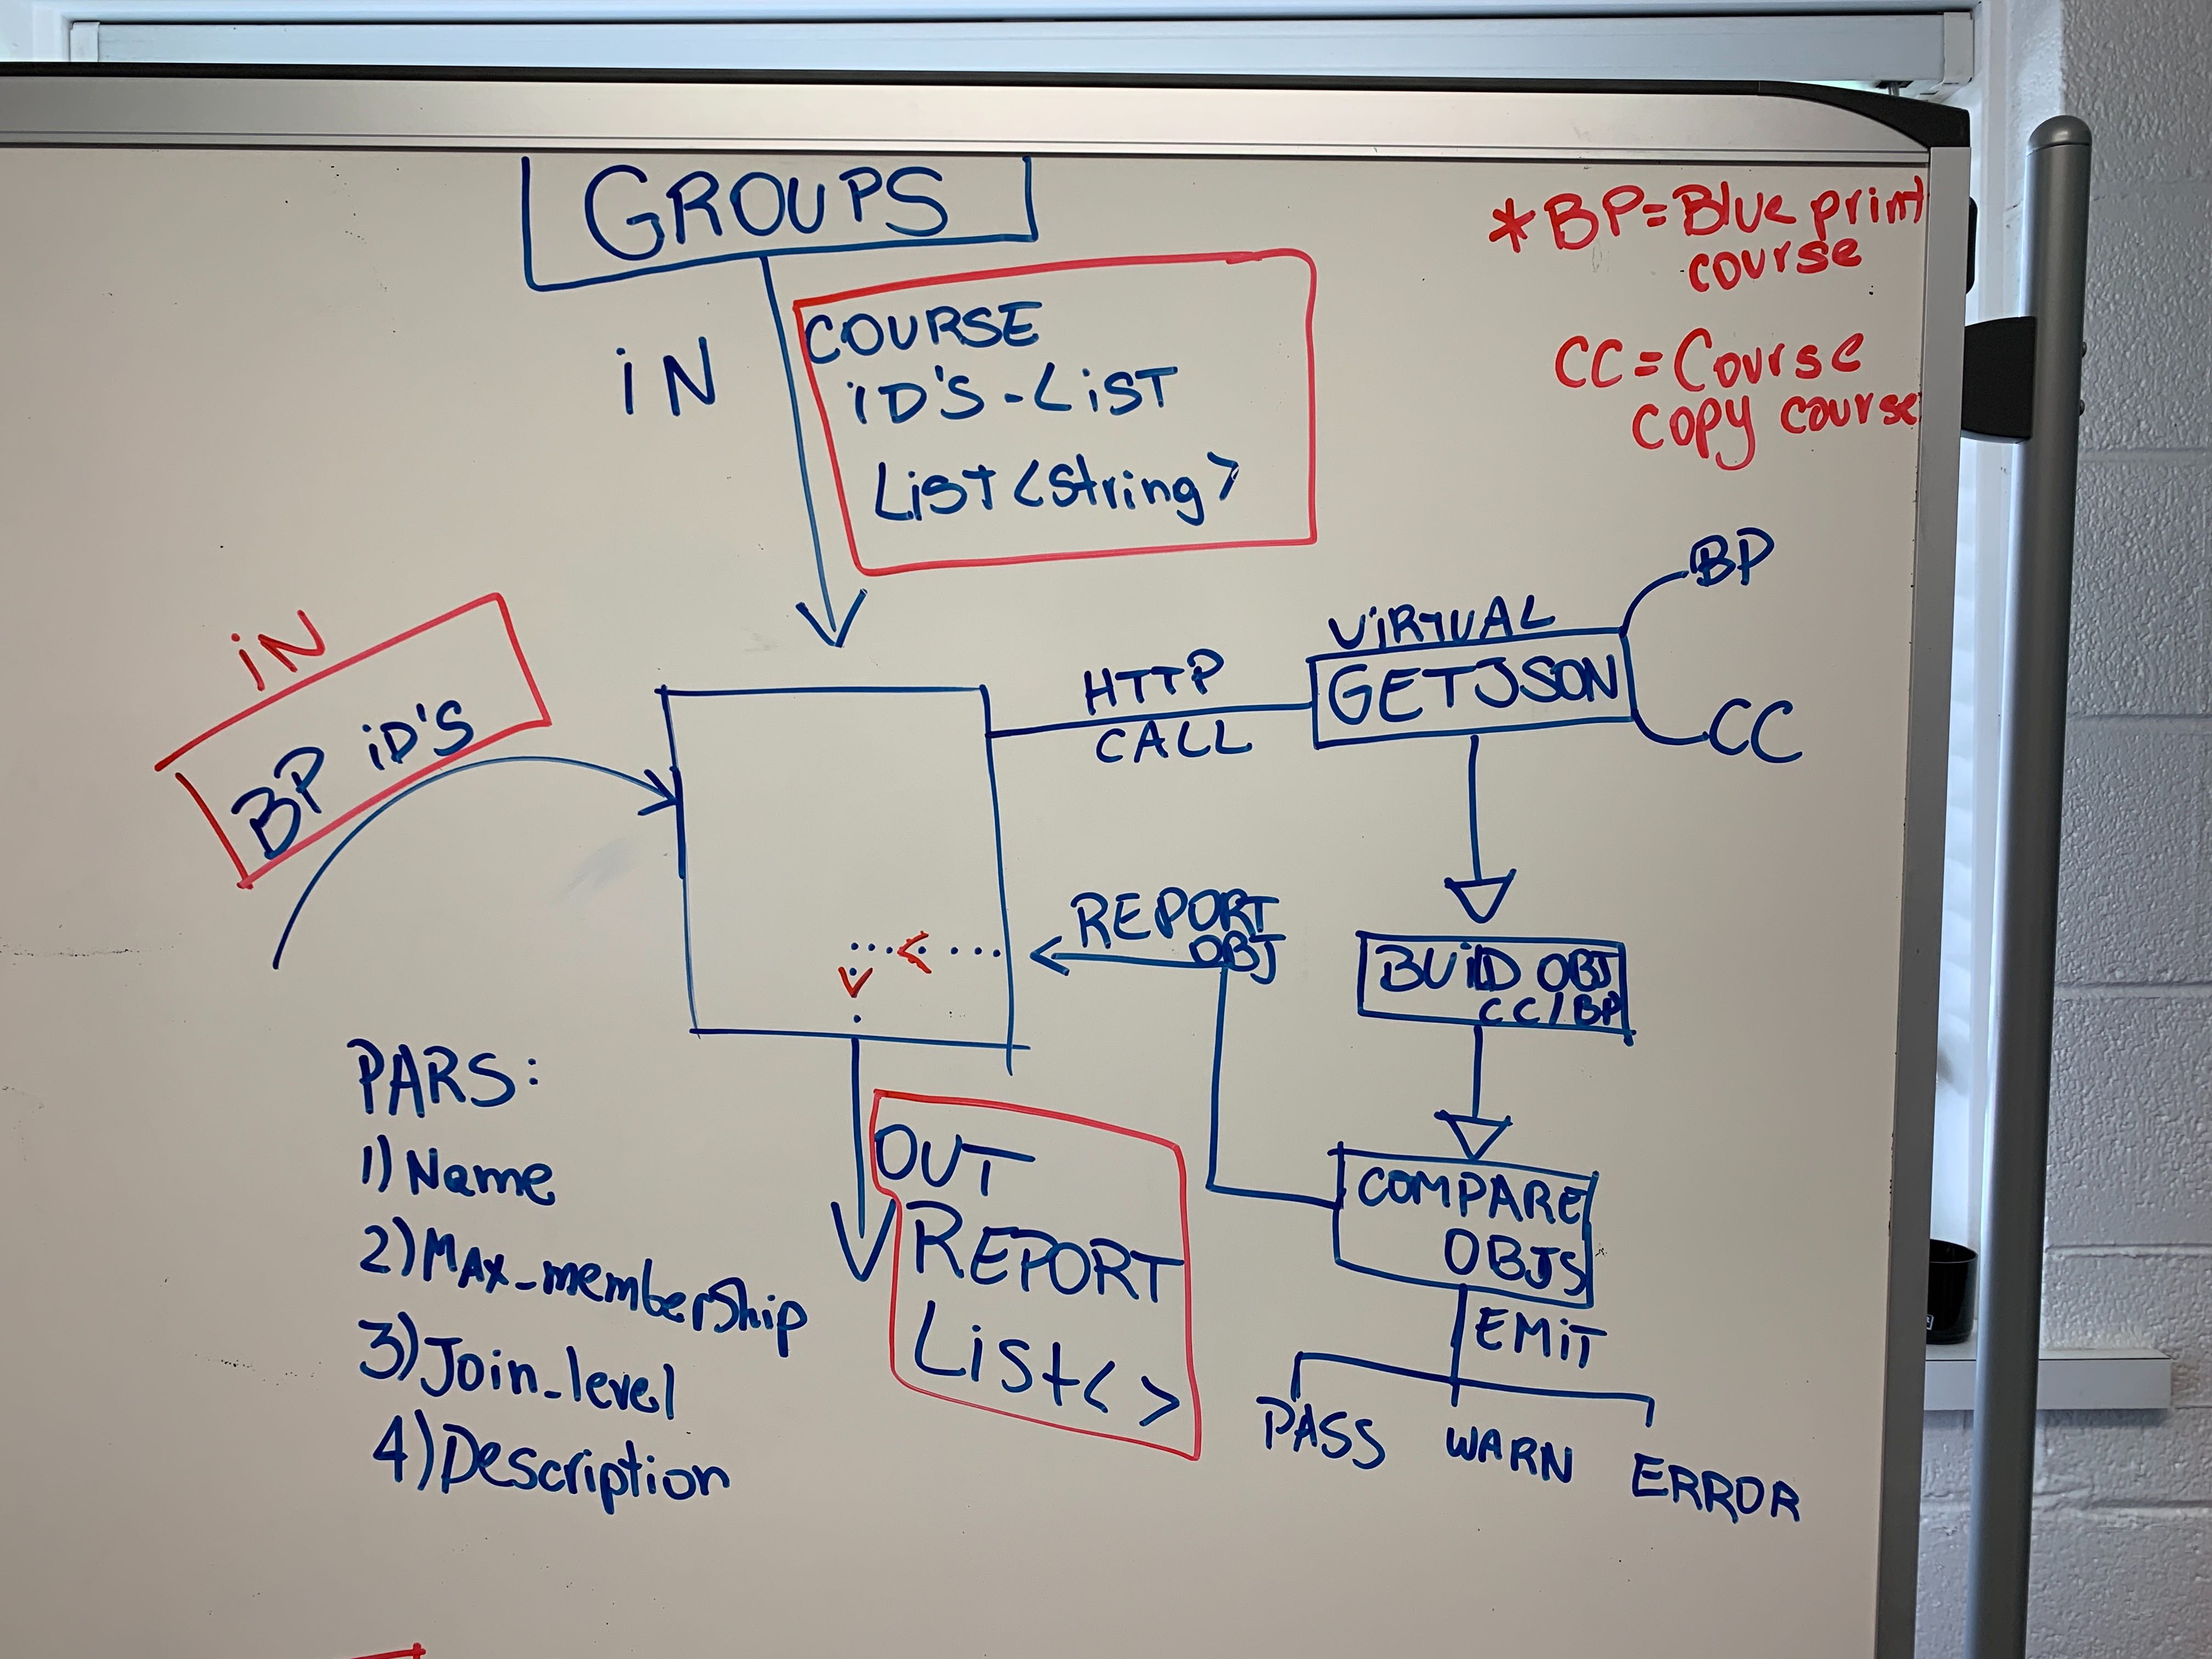 GROUPS
*BP=Blue print
course
CC=Course
copy course
iN
COURSE
iD'S-LiST
List<string>
iN
BP iD'S
HTTP
CALL
ViRTUAL
GETJSON
BP
CC
REPORT
OBJ
BUilD OBJ
CC/BP
COMPARE
OBJS
EMiT
PASS WARN ERROR
OUT
REPORT
List< >
PARS:
1) Name
2) MAx_membership
3) Join_level
4) Description